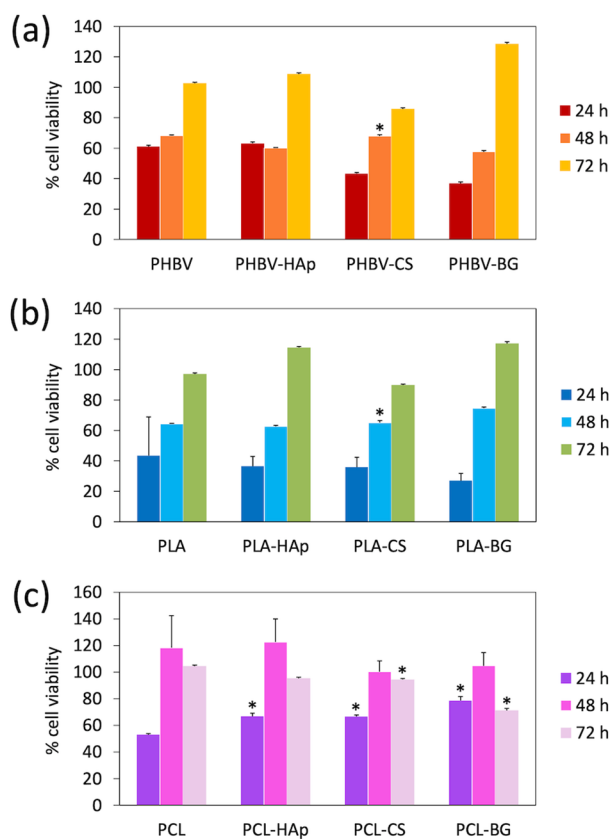 (a)
% cell viability
140
120
100
80
60
40
20
0
*
PHBV PHBV-HAp PHBV-CS PHBV-BG
24 h
48 h
72 h
(b)
% cell viability
140
120
100
80
60
40
20
0
*
PLA PLA-HAp PLA-CS PLA-BG
24 h
48 h
72 h
(c)
% cell viability
160
140
120
100
80
60
40
20
0
* * * * *
PCL PCL-HAp PCL-CS PCL-BG
24 h
48 h
72 h